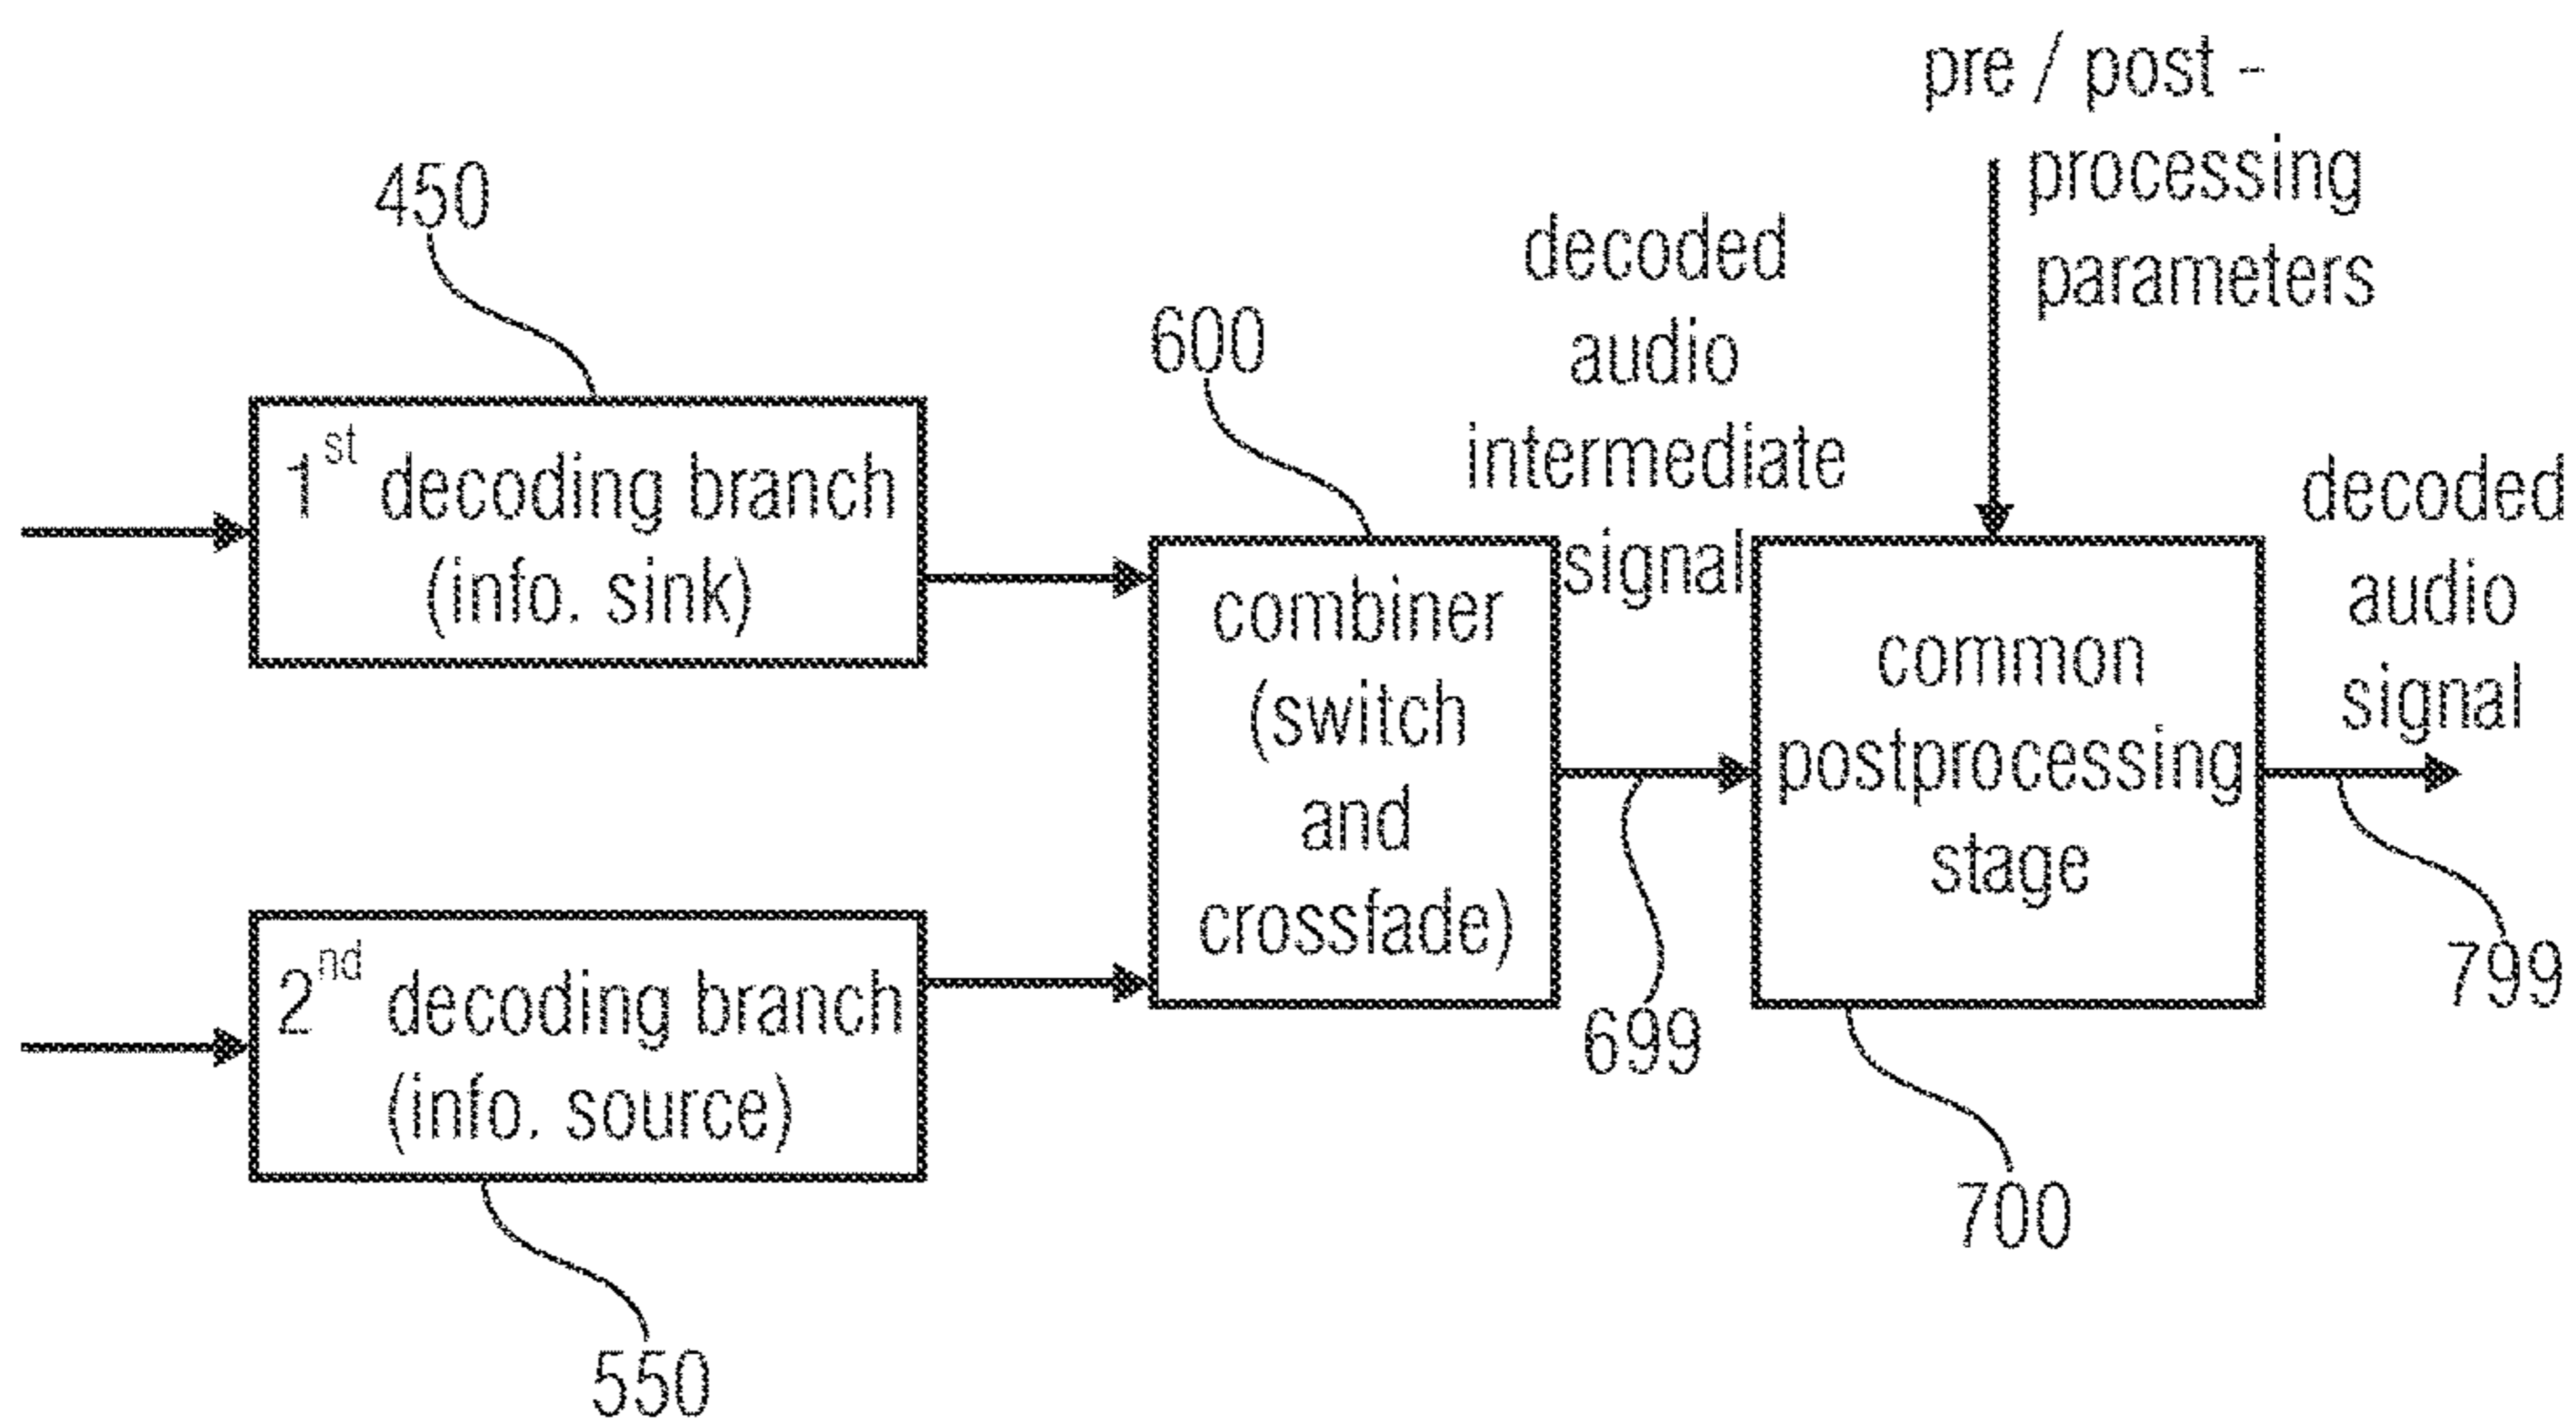 pre / post -
processing
parameters
450
600
decoded
audio
intermediate
signal
decoded
audio
signal
1st decoding branch
(info. sink)
combiner
(switch
and
crossfade)
common
postprocessing
stage
2nd decoding branch
(info. source)
699
799
700
550